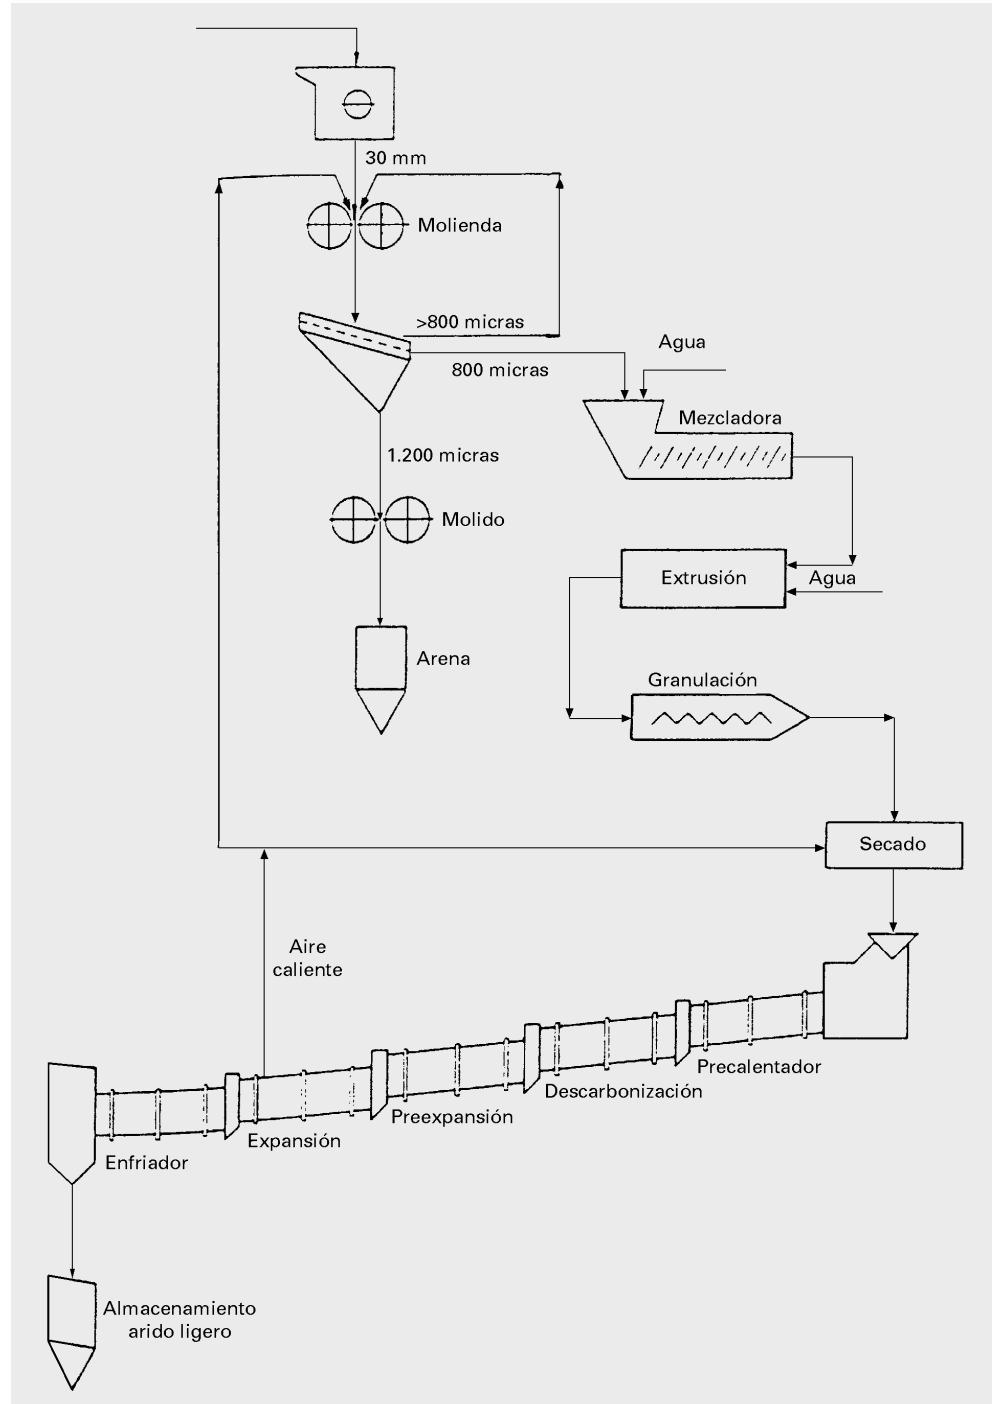 30 mm
Molienda
>800 micras
800 micras
Agua
Mezcladora
1.200 micras
Molido
Extrusión
Agua
Arena
Granulación
Secado
Aire
caliente
Precalentador
Descarbonización
Preexpansión
Expansión
Enfriador
Almacenamiento
arido ligero